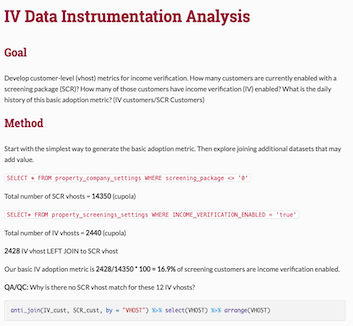 IV Data Instrumentation Analysis
Goal
Develop customer-level (vhost) metrics for income verification. How many customers are currently enabled with a
screening package (SCR)? How many of those customers have income verification (IV) enabled? What is the daily
history of this basic adoption metric? (IV customers/SCR Customers)
Method
Start with the simplest way to generate the basic adoption metric. Then explore joining additional datasets that may
add value.
SELECT * FROM property_company_settings WHERE screening_package <> '0'
Total number of SCR vhosts = 14350 (cupola)
SELECT* FROM property_screenings_settings WHERE INCOME_VERIFICATION_ENABLED = 'true'
Total number of IV vhosts = 2440 (cupola)
2428 IV vhost LEFT JOIN to SCR vhost
Our basic IV adoption metric is 2428/14350 * 100 = 16.9% of screening customers are income verification enabled.
QA/QC: Why is there no SCR vhost match for these 12 IV vhosts?
anti_join(IV_cust, SCR_cust, by = "VHOST") %>% select(VHOST) %>% arrange(VHOST)